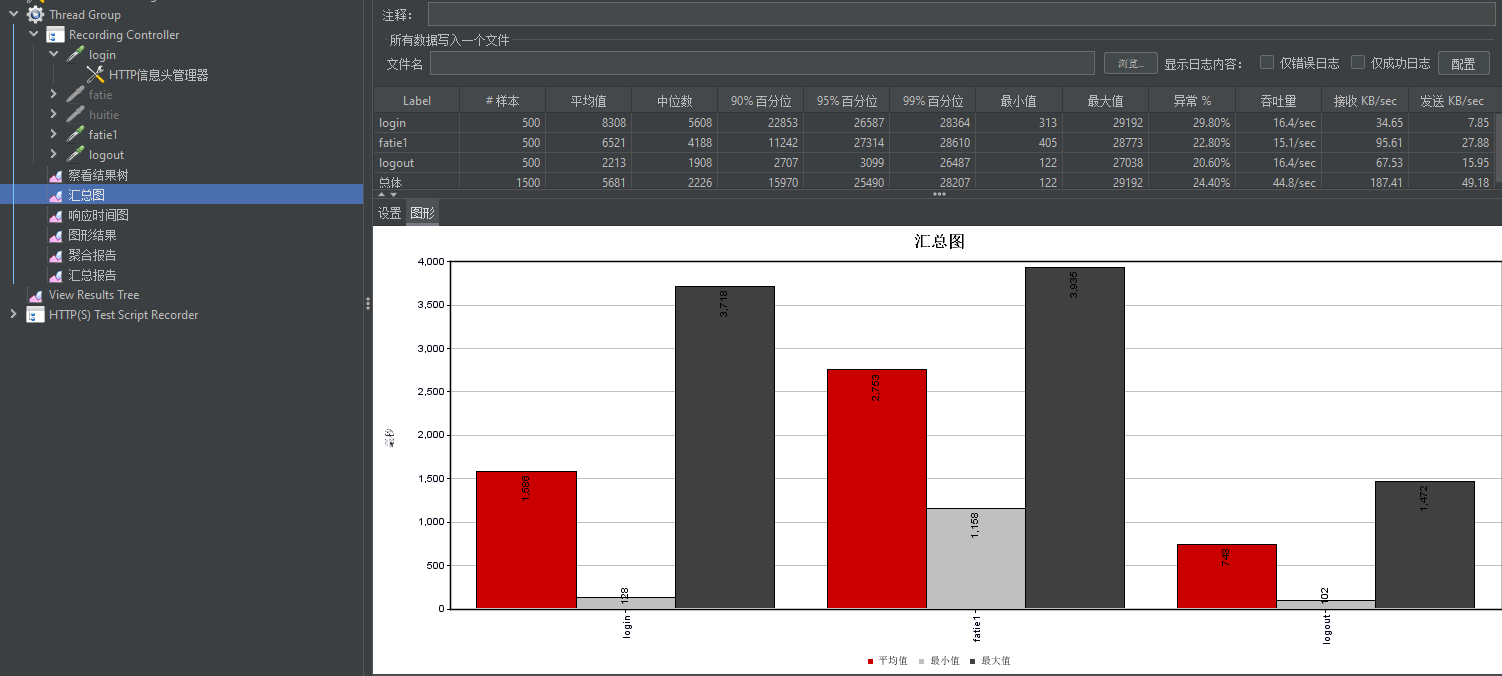 Thread Group
Recording Controller
login
HTTP信息头管理器
fatie
huitie
fatie1
logout
察看结果树
汇总图
响应时间图
图形结果
聚合报告
汇总报告
View Results Tree
HTTP(S) Test Script Recorder
注释：
所有数据写入一个文件
文件名 浏览... 显示日志内容： 仅错误日志 仅成功日志 配置
Label # 样本 平均值 中位数 90% 百分位 95% 百分位 99% 百分位 最小值 最大值 异常 % 吞吐量 接收 KB/sec 发送 KB/sec
login 500 8308 5608 22853 26587 28364 313 29192 29.80% 16.4/sec 34.65 7.85
fatie1 500 6521 4188 11242 27314 28610 405 28773 22.80% 15.1/sec 95.61 27.88
logout 500 2213 1908 2707 3099 26487 122 27038 20.60% 16.4/sec 67.53 15.95
总体 1500 5681 2226 15970 25490 28207 122 29192 24.40% 44.8/sec 187.41 49.18
设置 图形
汇总图
4,000
3,500
3,000
2,500
2,000
1,500
1,000
500
0
毫秒
1,586
128
3,718
2,753
1,158
3,935
748
102
1,472
login
fatie1
logout
平均值 最小值 最大值